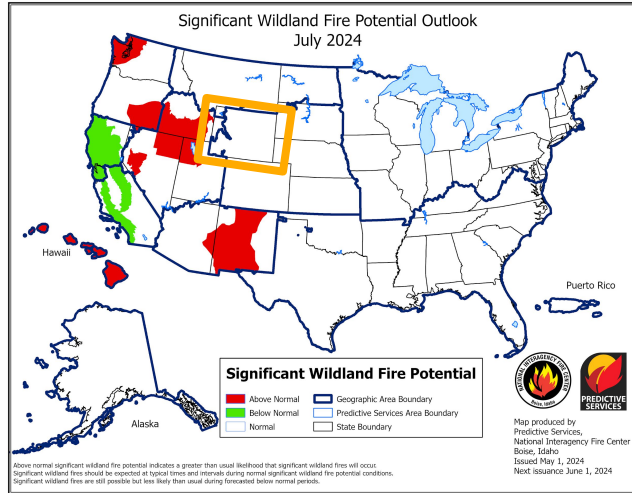 Significant Wildland Fire Potential Outlook
July 2024
Hawaii
Puerto Rico
Alaska
Significant Wildland Fire Potential
Above Normal
Below Normal
Normal
Geographic Area Boundary
Predictive Services Area Boundary
State Boundary
NATIONAL INTERAGENCY FIRE CENTER
Boise, Idaho
PREDICTIVE
SERVICES
Map produced by
Predictive Services,
National Interagency Fire Center
Boise, Idaho
Issued May 1, 2024
Next issuance June 1, 2024
Above normal significant wildland fire potential indicates a greater than usual likelihood that significant wildland fires will occur.
Significant wildland fires should be expected at typical times and intervals during normal significant wildland fire potential conditions.
Significant wildland fires are still possible but less likely than usual during forecasted below normal periods.